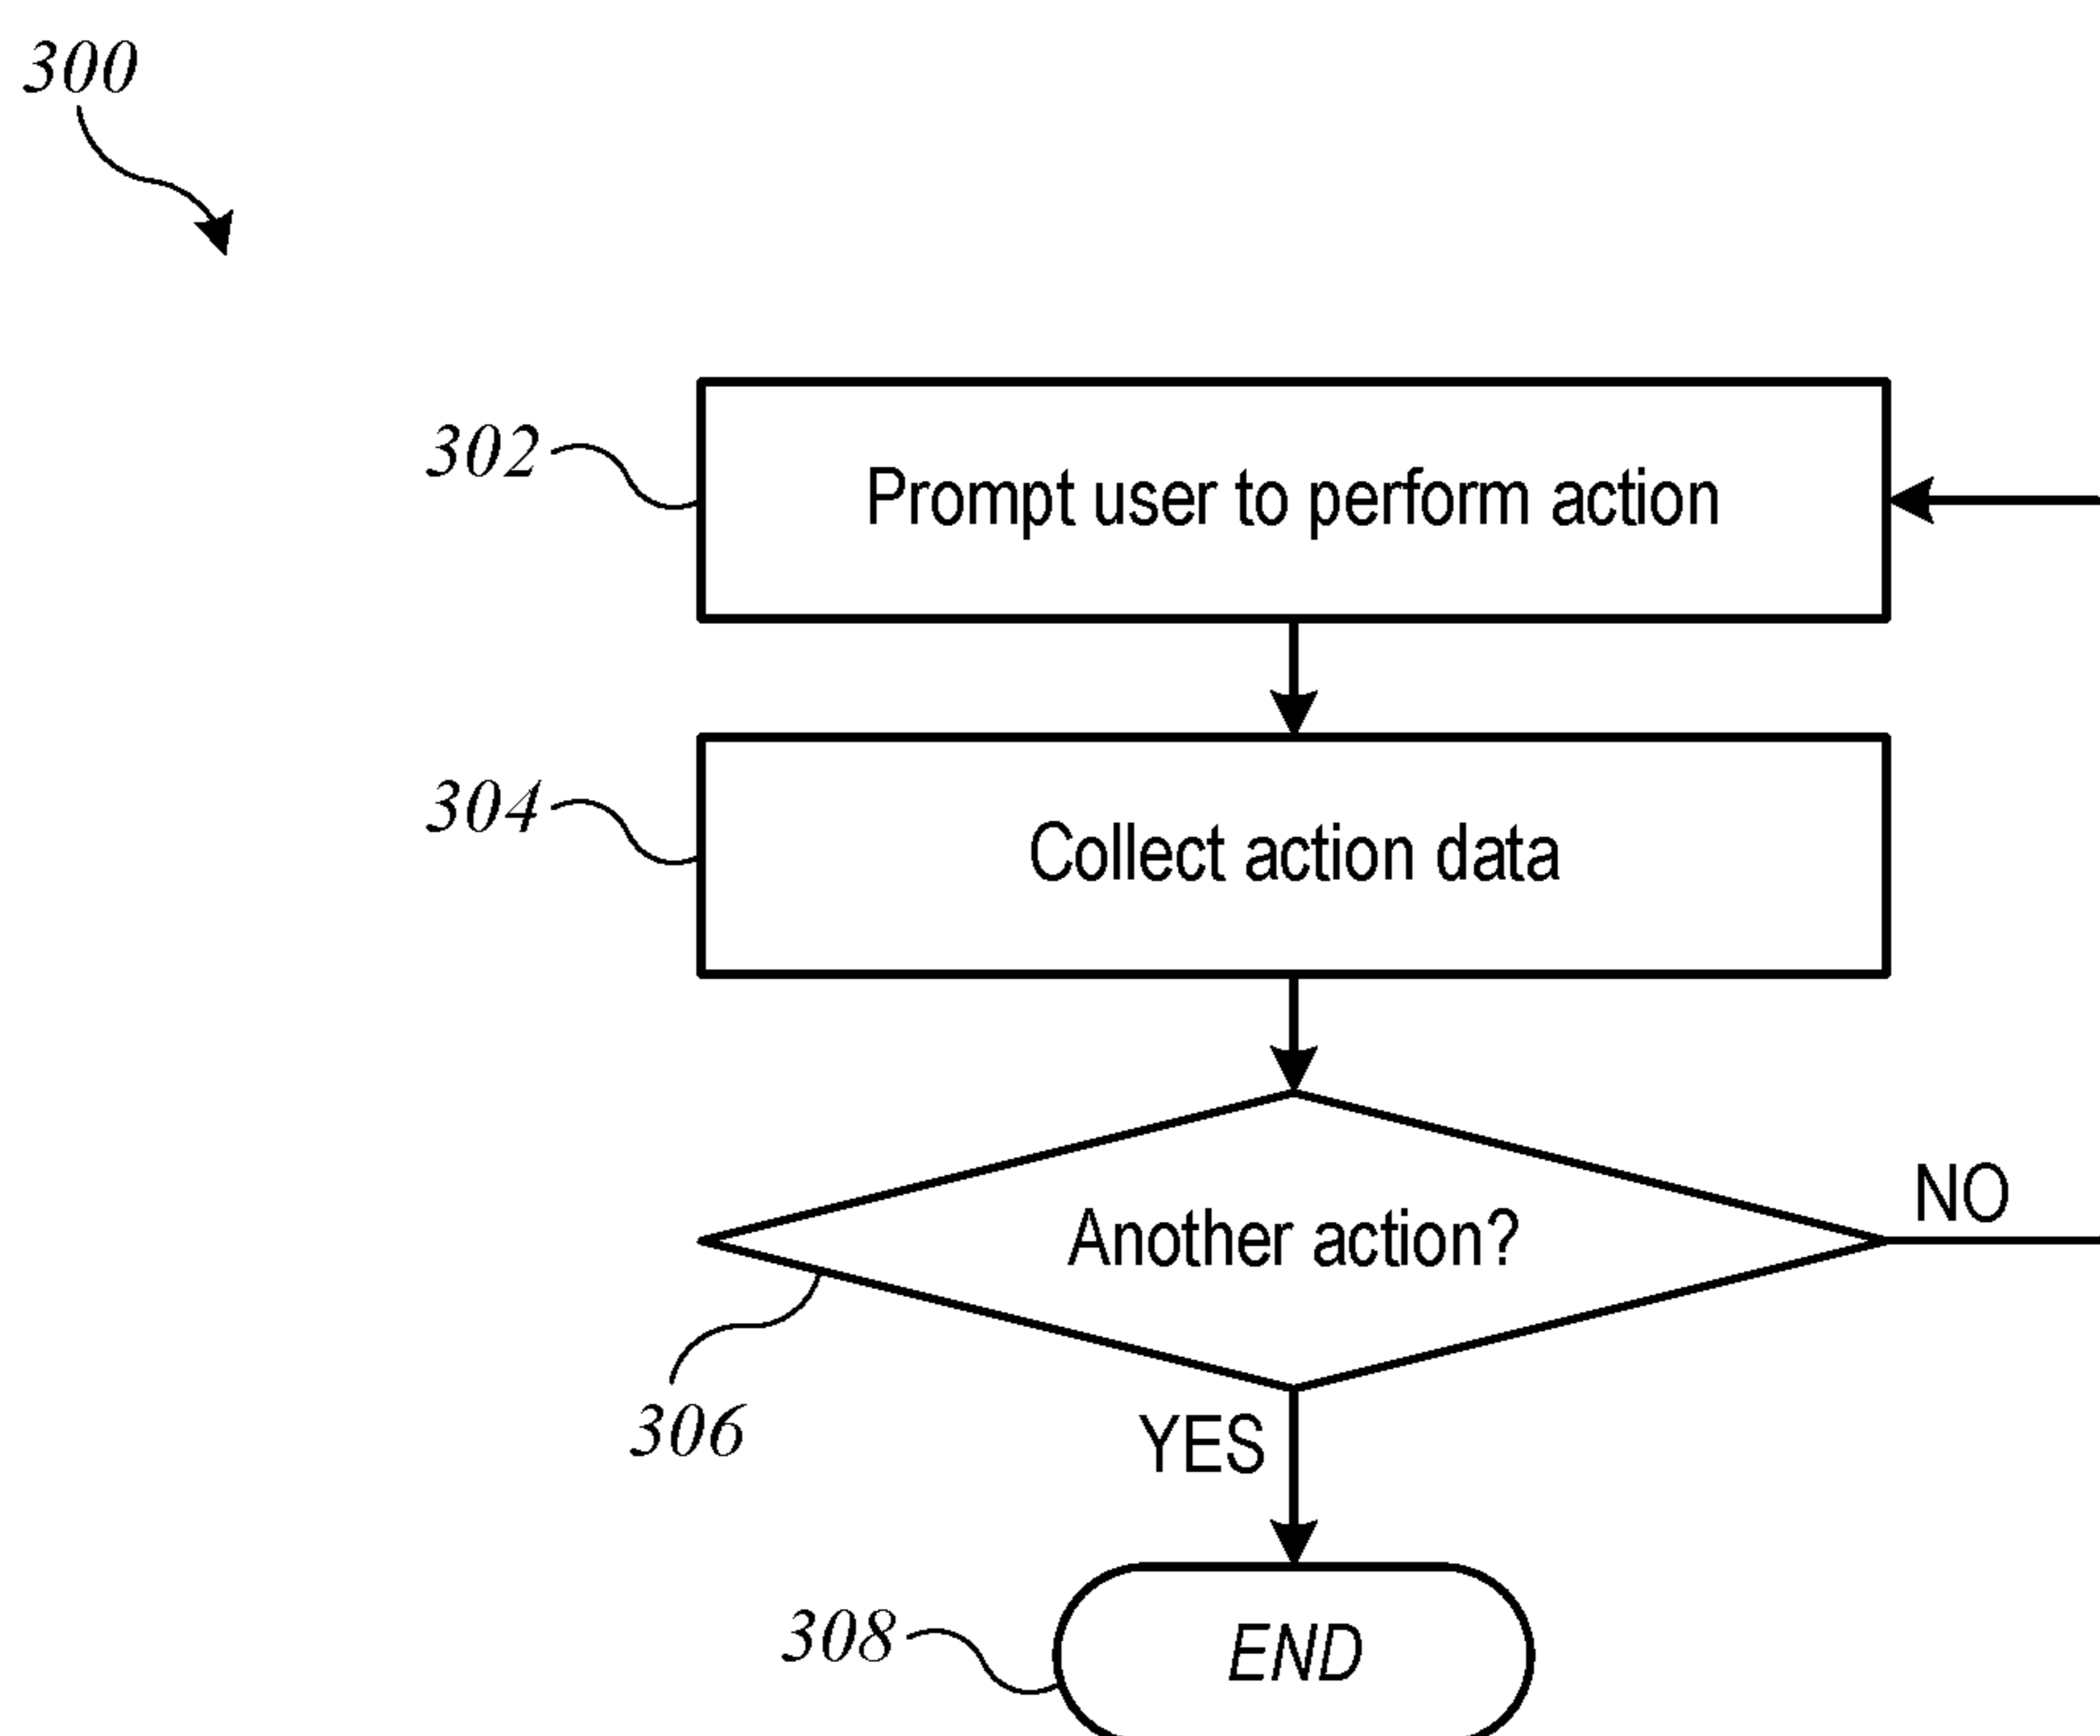 300
302
Prompt user to perform action
304
Collect action data
Another action?
NO
306
YES
308
END